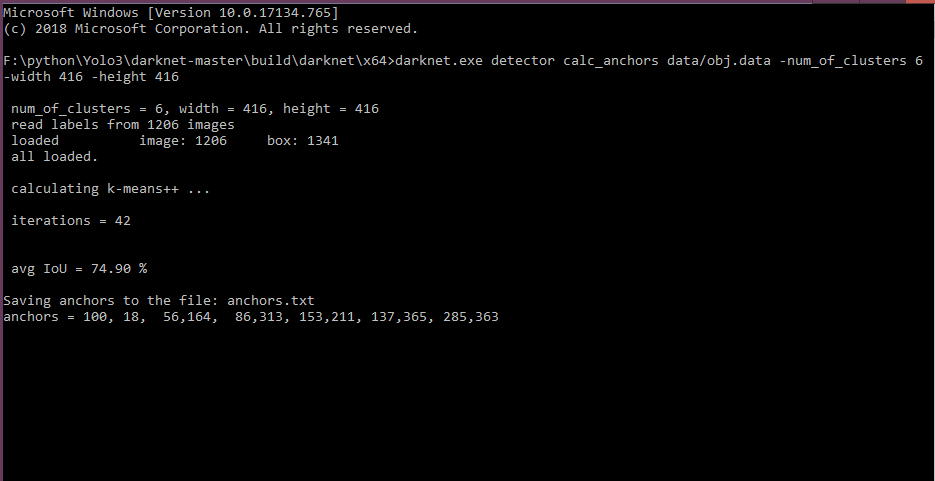 Microsoft Windows [Version 10.0.17134.765]
(c) 2018 Microsoft Corporation. All rights reserved.
F:\python\Yolo3\darknet-master\build\darknet\x64>darknet.exe detector calc_anchors data/obj.data -num_of_clusters 6
-width 416 -height 416
num_of_clusters = 6, width = 416, height = 416
read labels from 1206 images
loaded          image: 1206     box: 1341
all loaded.
calculating k-means++ ...
iterations = 42
avg IoU = 74.90 %
Saving anchors to the file: anchors.txt
anchors = 100, 18,  56,164,  86,313, 153,211, 137,365, 285,363